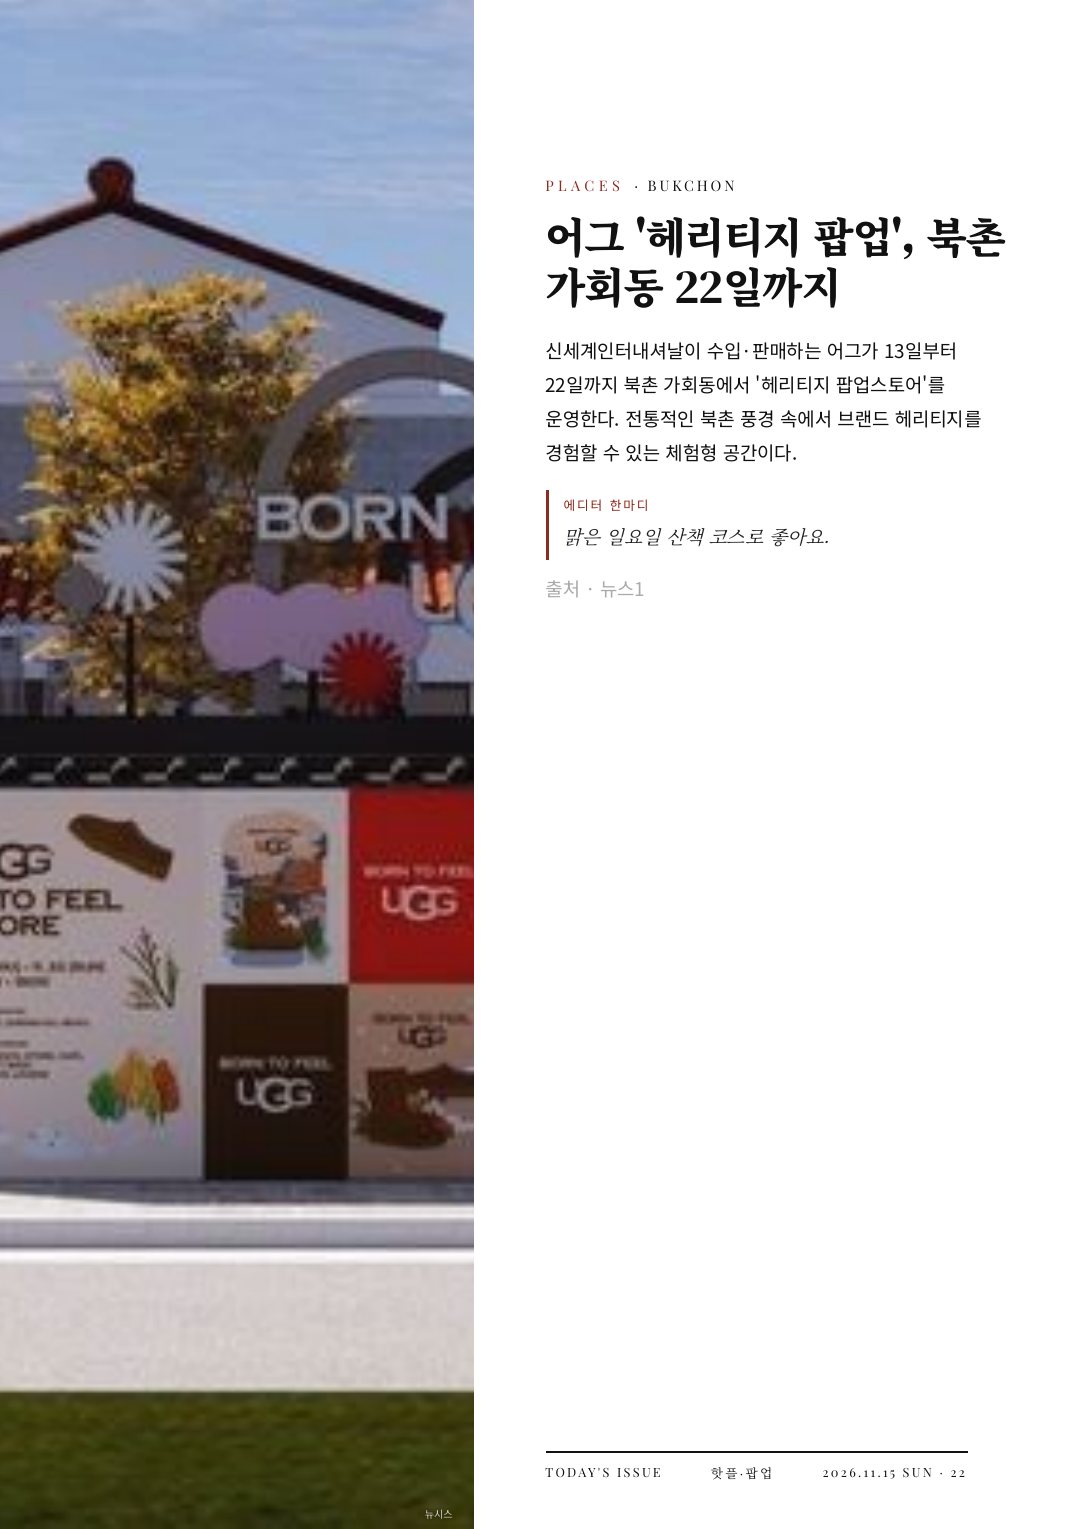 BORN
UGG
TO FEEL
ORE
UGG
BORN TO FEEL
UGG
BORN TO FEEL
UGG
BORN TO FEEL
UGG
뉴시스
PLACES · BUKCHON
어그 '헤리티지 팝업', 북촌
가회동 22일까지
신세계인터내셔날이 수입·판매하는 어그가 13일부터
22일까지 북촌 가회동에서 '헤리티지 팝업스토어'를
운영한다. 전통적인 북촌 풍경 속에서 브랜드 헤리티지를
경험할 수 있는 체험형 공간이다.
에디터 한마디
맑은 일요일 산책 코스로 좋아요.
출처 · 뉴스1
TODAY'S ISSUE 핫플·팝업 2026.11.15 SUN · 22